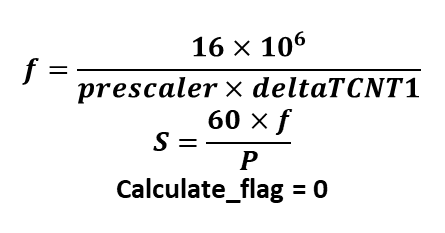 f = 16 × 10⁶ / prescaler × deltaTCNT1
S = 60 × f / P
Calculate_flag = 0